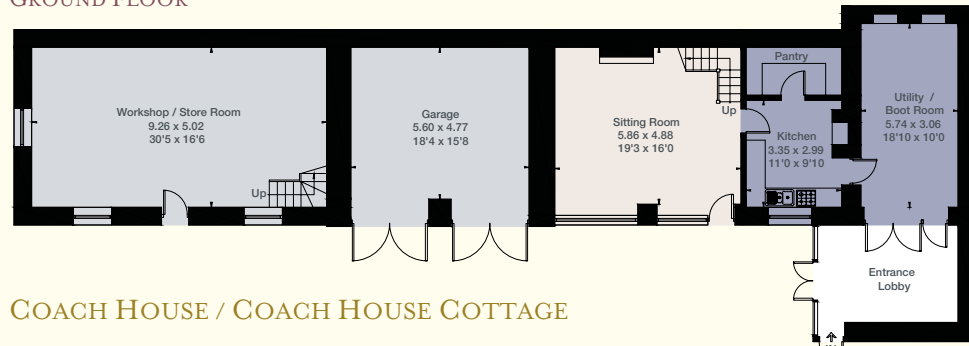 GROUND FLOOR
Pantry
Workshop / Store Room
9.26 x 5.02
30'5 x 16'6
Up
Garage
5.60 x 4.77
18'4 x 15'8
Sitting Room
5.86 x 4.88
19'3 x 16'0
Up
Kitchen
3.35 x 2.99
11'0 x 9'10
Utility /
Boot Room
5.74 x 3.06
18'10 x 10'0
Entrance
Lobby
COACH HOUSE / COACH HOUSE COTTAGE